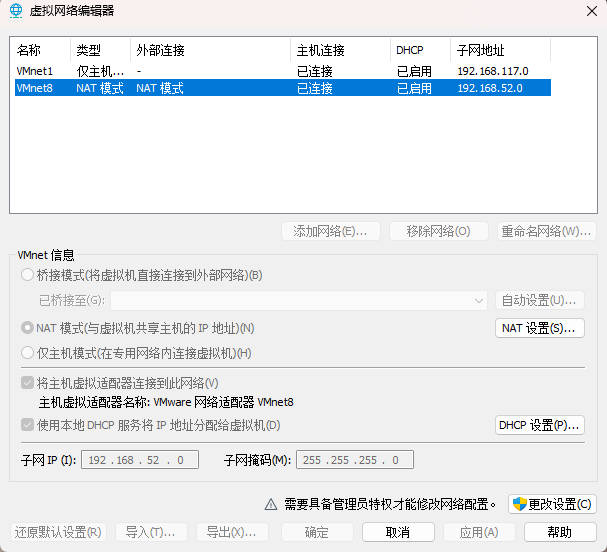 虚拟网络编辑器
名称 类型 外部连接 主机连接 DHCP 子网地址
VMnet1 仅主机... - 已连接 已启用 192.168.117.0
VMnet8 NAT 模式 NAT 模式 已连接 已启用 192.168.52.0
添加网络(E)... 移除网络(O) 重命名网络(W)...
VMnet 信息
桥接模式(将虚拟机直接连接到外部网络)(B)
已桥接至(G): 自动设置(U)...
NAT 模式(与虚拟机共享主机的 IP 地址)(N) NAT 设置(S)...
仅主机模式(在专用网络内连接虚拟机)(H)
将主机虚拟适配器连接到此网络(V)
主机虚拟适配器名称: VMware 网络适配器 VMnet8
使用本地 DHCP 服务将 IP 地址分配给虚拟机(D) DHCP 设置(P)...
子网 IP (I): 192 . 168 . 52 . 0 子网掩码(M): 255 . 255 . 255 . 0
需要具备管理员特权才能修改网络配置。 更改设置(C)
还原默认设置(R) 导入(T)... 导出(X)... 确定 取消 应用(A) 帮助